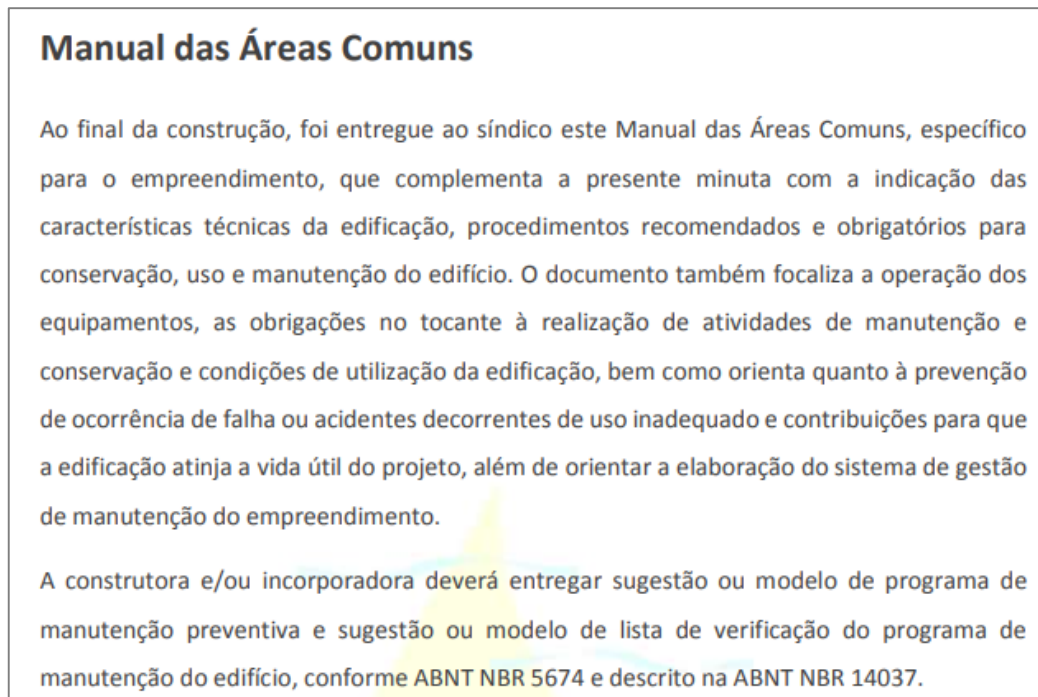 Manual das Áreas Comuns
Ao final da construção, foi entregue ao síndico este Manual das Áreas Comuns, específico
para o empreendimento, que complementa a presente minuta com a indicação das
características técnicas da edificação, procedimentos recomendados e obrigatórios para
conservação, uso e manutenção do edifício. O documento também focaliza a operação dos
equipamentos, as obrigações no tocante à realização de atividades de manutenção e
conservação e condições de utilização da edificação, bem como orienta quanto à prevenção
de ocorrência de falha ou acidentes decorrentes de uso inadequado e contribuições para que
a edificação atinja a vida útil do projeto, além de orientar a elaboração do sistema de gestão
de manutenção do empreendimento.
A construtora e/ou incorporadora deverá entregar sugestão ou modelo de programa de
manutenção preventiva e sugestão ou modelo de lista de verificação do programa de
manutenção do edifício, conforme ABNT NBR 5674 e descrito na ABNT NBR 14037.